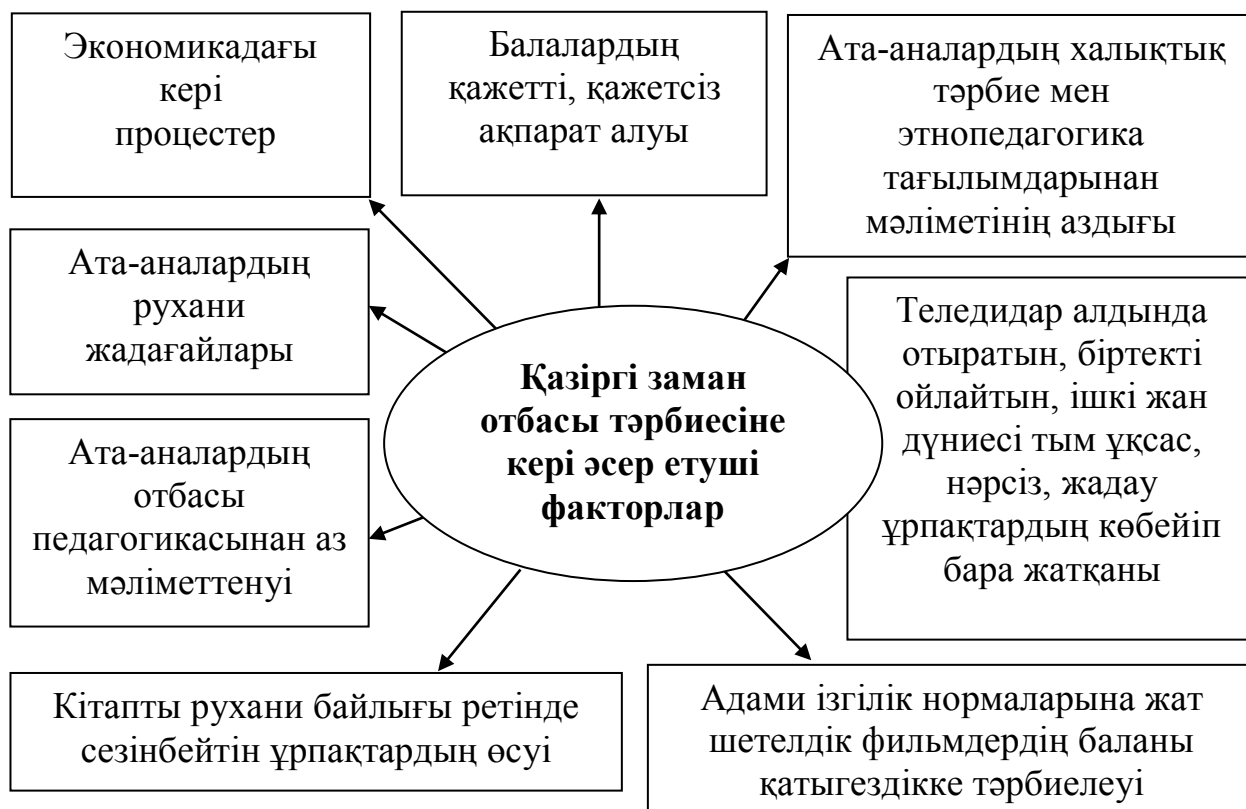 Экономикадағы
кері
процестер
Балалардың
қажетті, қажетсіз
ақпарат алуы
Ата-аналардың халықтық
тәрбие мен
этнопедагогика
тағылымдарынан
мәліметінің аздығы
Ата-аналардың
рухани
жадағайлары
Теледидар алдында
отыратын, біртекті
ойлайтын, ішкі жан
дүниесі тым ұқсас,
нәрсіз, жадау
ұрпақтардың көбейіп
бара жатқаны
Қазіргі заман
отбасы тәрбиесіне
кері әсер етуші
факторлар
Ата-аналардың
отбасы
педагогикасынан аз
мәліметтенуі
Кітапты рухани байлығы ретінде
сезінбейтін ұрпақтардың өсуі
Адами ізгілік нормаларына жат
шетелдік фильмдердің баланы
қатыгездікке тәрбиелеуі